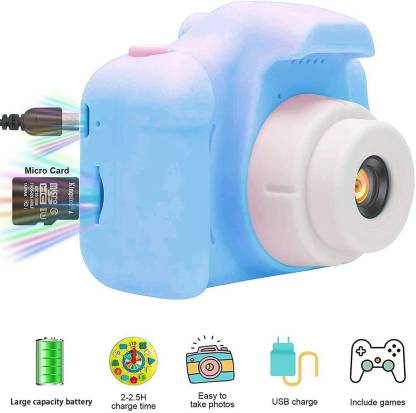 Micro Card
Large capacity battery
2-2.5H
charge time
Easy to
take photos
USB charge
Include games